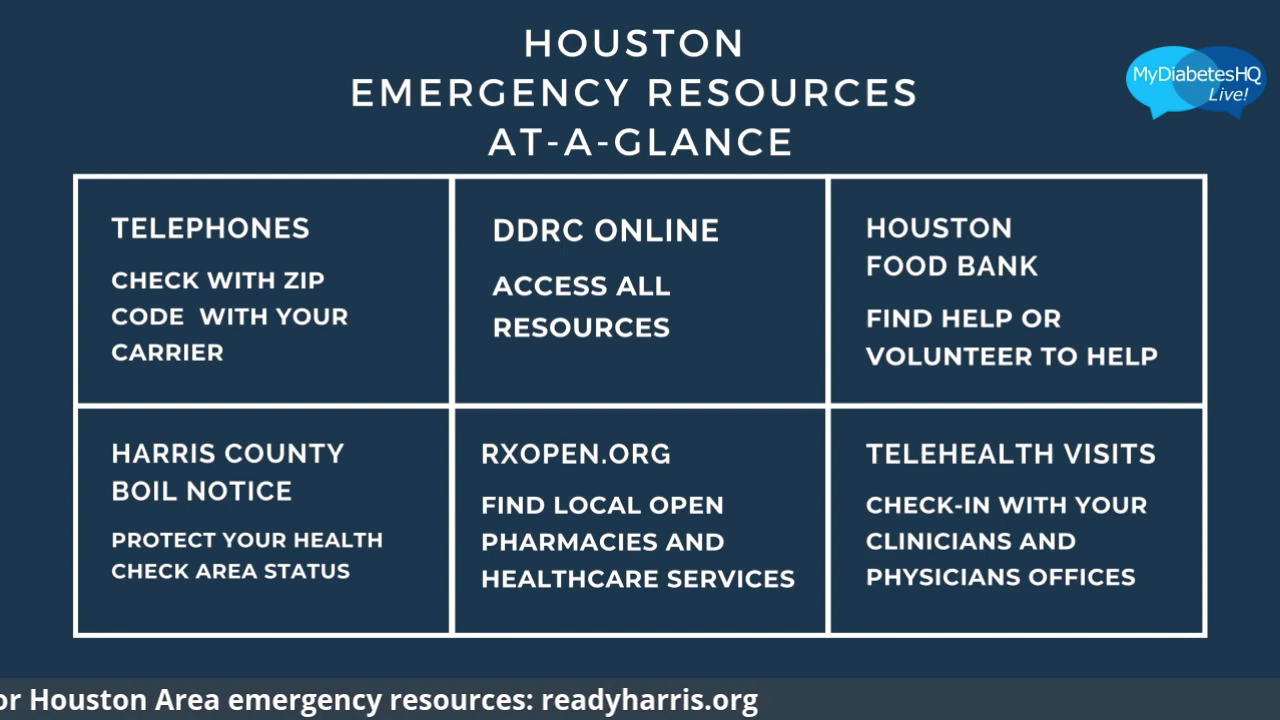 HOUSTON
EMERGENCY RESOURCES
AT-A-GLANCE
MyDiabetesHQ
Live!
TELEPHONES
CHECK WITH ZIP
CODE WITH YOUR
CARRIER
DDRC ONLINE
ACCESS ALL
RESOURCES
HOUSTON
FOOD BANK
FIND HELP OR
VOLUNTEER TO HELP
HARRIS COUNTY
BOIL NOTICE
PROTECT YOUR HEALTH
CHECK AREA STATUS
RXOPEN.ORG
FIND LOCAL OPEN
PHARMACIES AND
HEALTHCARE SERVICES
TELEHEALTH VISITS
CHECK-IN WITH YOUR
CLINICIANS AND
PHYSICIANS OFFICES
or Houston Area emergency resources: readyharris.org